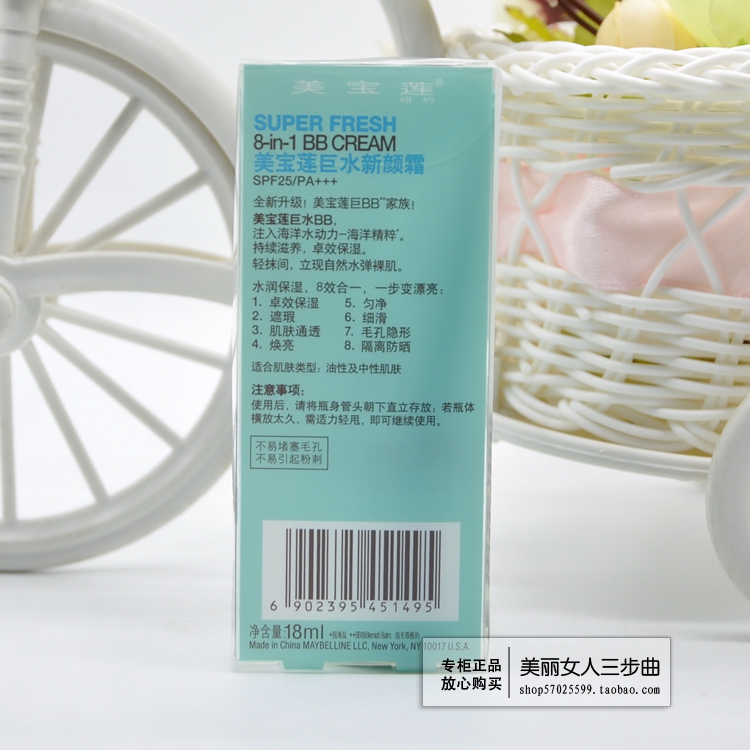 美宝莲
纽约
SUPER FRESH
8-in-1 BB CREAM
美宝莲巨水新颜霜
SPF25/PA+++
全新升级！美宝莲巨BB**家族！
美宝莲巨水BB，
注入海洋水动力—海洋精粹*。
持续滋养，卓效保湿。
轻抹间，立现自然水弹裸肌。
水润保湿，8效合一，一步变漂亮：
1. 卓效保湿 5. 匀净
2. 遮瑕 6. 细滑
3. 肌肤通透 7. 毛孔隐形
4. 焕亮 8. 隔离防晒
适合肌肤类型：油性及中性肌肤
注意事项：
使用后，请将瓶身管头朝下直立存放；若瓶体
横放太久，需适力轻甩，即可继续使用。
不易堵塞毛孔
不易引起粉刺
6 902395 451495
净含量:18ml
Made in China MAYBELLINE LLC, New York, NY 10017 U.S.A.
专柜正品
放心购买
美丽女人三步曲
shop57025599.taobao.com